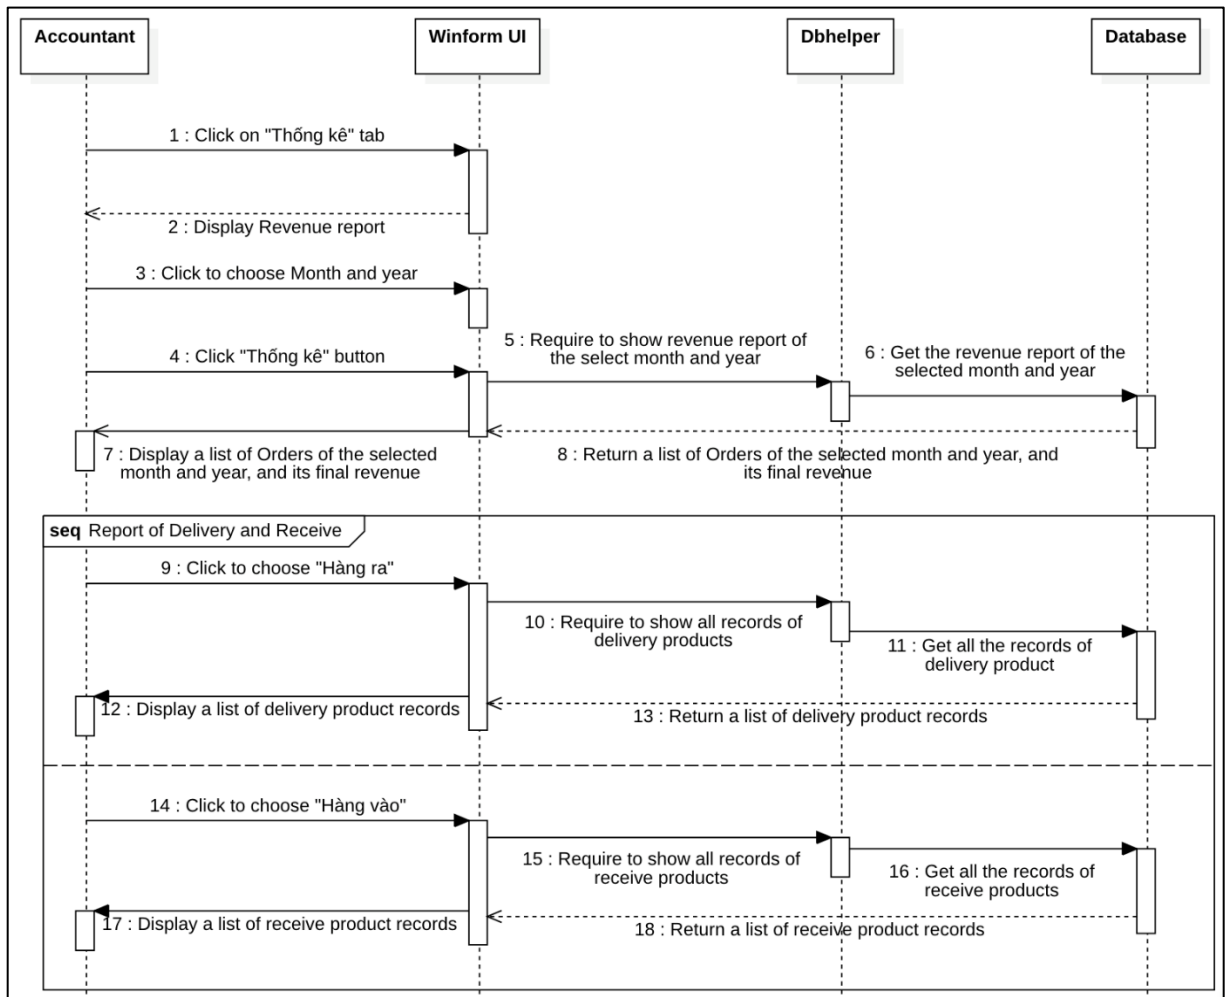 Accountant
Winform UI
Dbhelper
Database
1 : Click on "Thống kê" tab
2 : Display Revenue report
3 : Click to choose Month and year
4 : Click "Thống kê" button
5 : Require to show revenue report of
the select month and year
6 : Get the revenue report of the
selected month and year
7 : Display a list of Orders of the selected
month and year, and its final revenue
8 : Return a list of Orders of the selected month and year, and
its final revenue
seq Report of Delivery and Receive
9 : Click to choose "Hàng ra"
10 : Require to show all records of
delivery products
11 : Get all the records of
delivery product
12 : Display a list of delivery product records
13 : Return a list of delivery product records
14 : Click to choose "Hàng vào"
15 : Require to show all records of
receive products
16 : Get all the records of
receive products
17 : Display a list of receive product records
18 : Return a list of receive product records